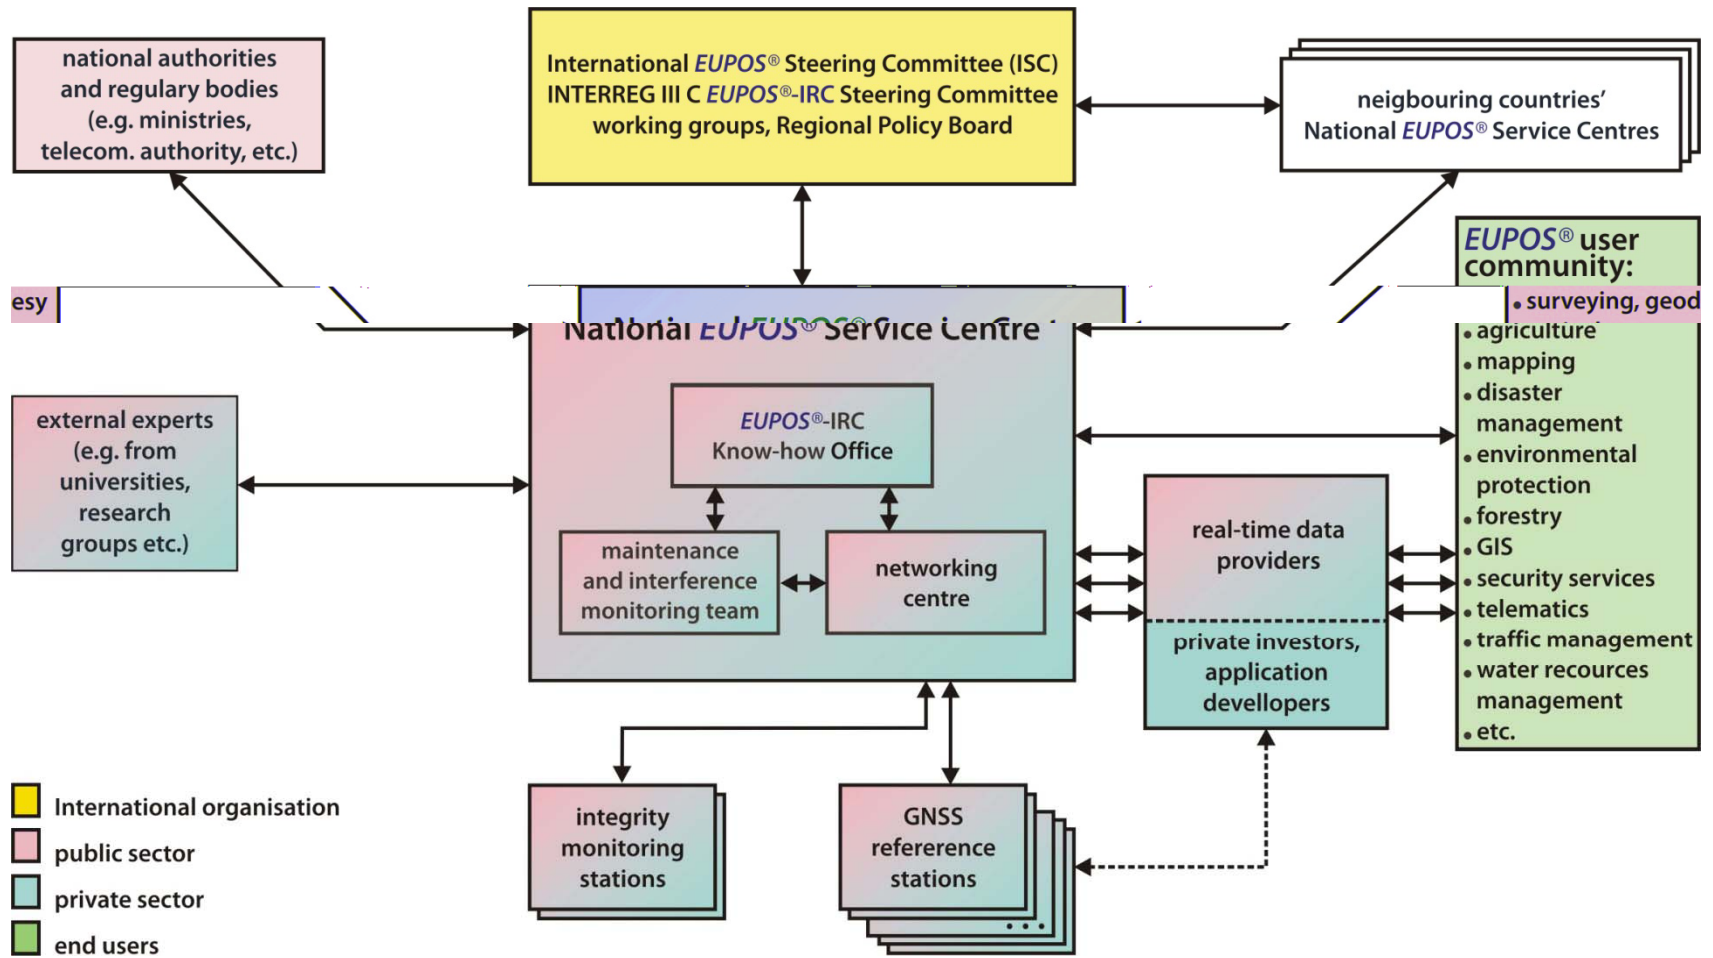 national authorities
and regulary bodies
(e.g. ministries,
telecom. authority, etc.)
International EUPOS® Steering Committee (ISC)
INTERREG III C EUPOS®-IRC Steering Committee
working groups, Regional Policy Board
neigbouring countries'
National EUPOS® Service Centres
EUPOS® user
community:
• surveying, geod
esy
• agriculture
• mapping
• disaster
management
• environmental
protection
• forestry
• GIS
• security services
• telematics
• traffic management
• water recources
management
• etc.
National EUPOS® Service Centre
EUPOS®-IRC
Know-how Office
maintenance
and interference
monitoring team
networking
centre
external experts
(e.g. from
universities,
research
groups etc.)
real-time data
providers
private investors,
application
devellopers
integrity
monitoring
stations
GNSS
refererence
stations
• • •
International organisation
public sector
private sector
end users